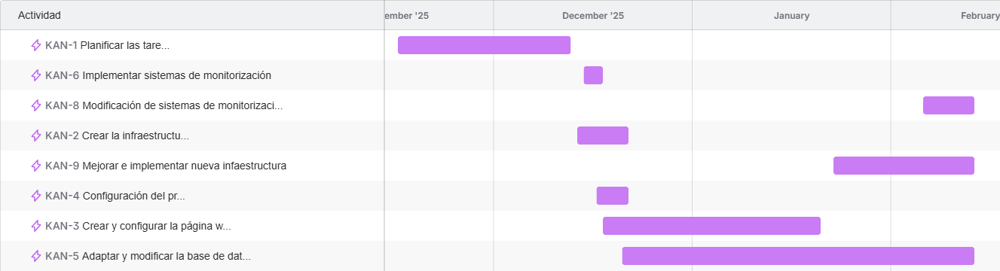 Actividad
ember '25
December '25
January
February
KAN-1 Planificar las tare...
KAN-6 Implementar sistemas de monitorización
KAN-8 Modificación de sistemas de monitorizaci...
KAN-2 Crear la infraestructu...
KAN-9 Mejorar e implementar nueva infaestructura
KAN-4 Configuración del pr...
KAN-3 Crear y configurar la página w...
KAN-5 Adaptar y modificar la base de dat...